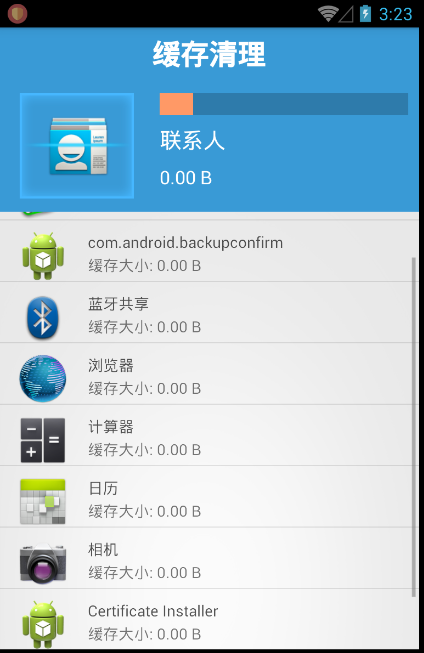 3:23
缓存清理
联系人
0.00 B
com.android.backupconfirm
缓存大小: 0.00 B
蓝牙共享
缓存大小: 0.00 B
浏览器
缓存大小: 0.00 B
计算器
缓存大小: 0.00 B
日历
缓存大小: 0.00 B
相机
缓存大小: 0.00 B
Certificate Installer
缓存大小: 0.00 B